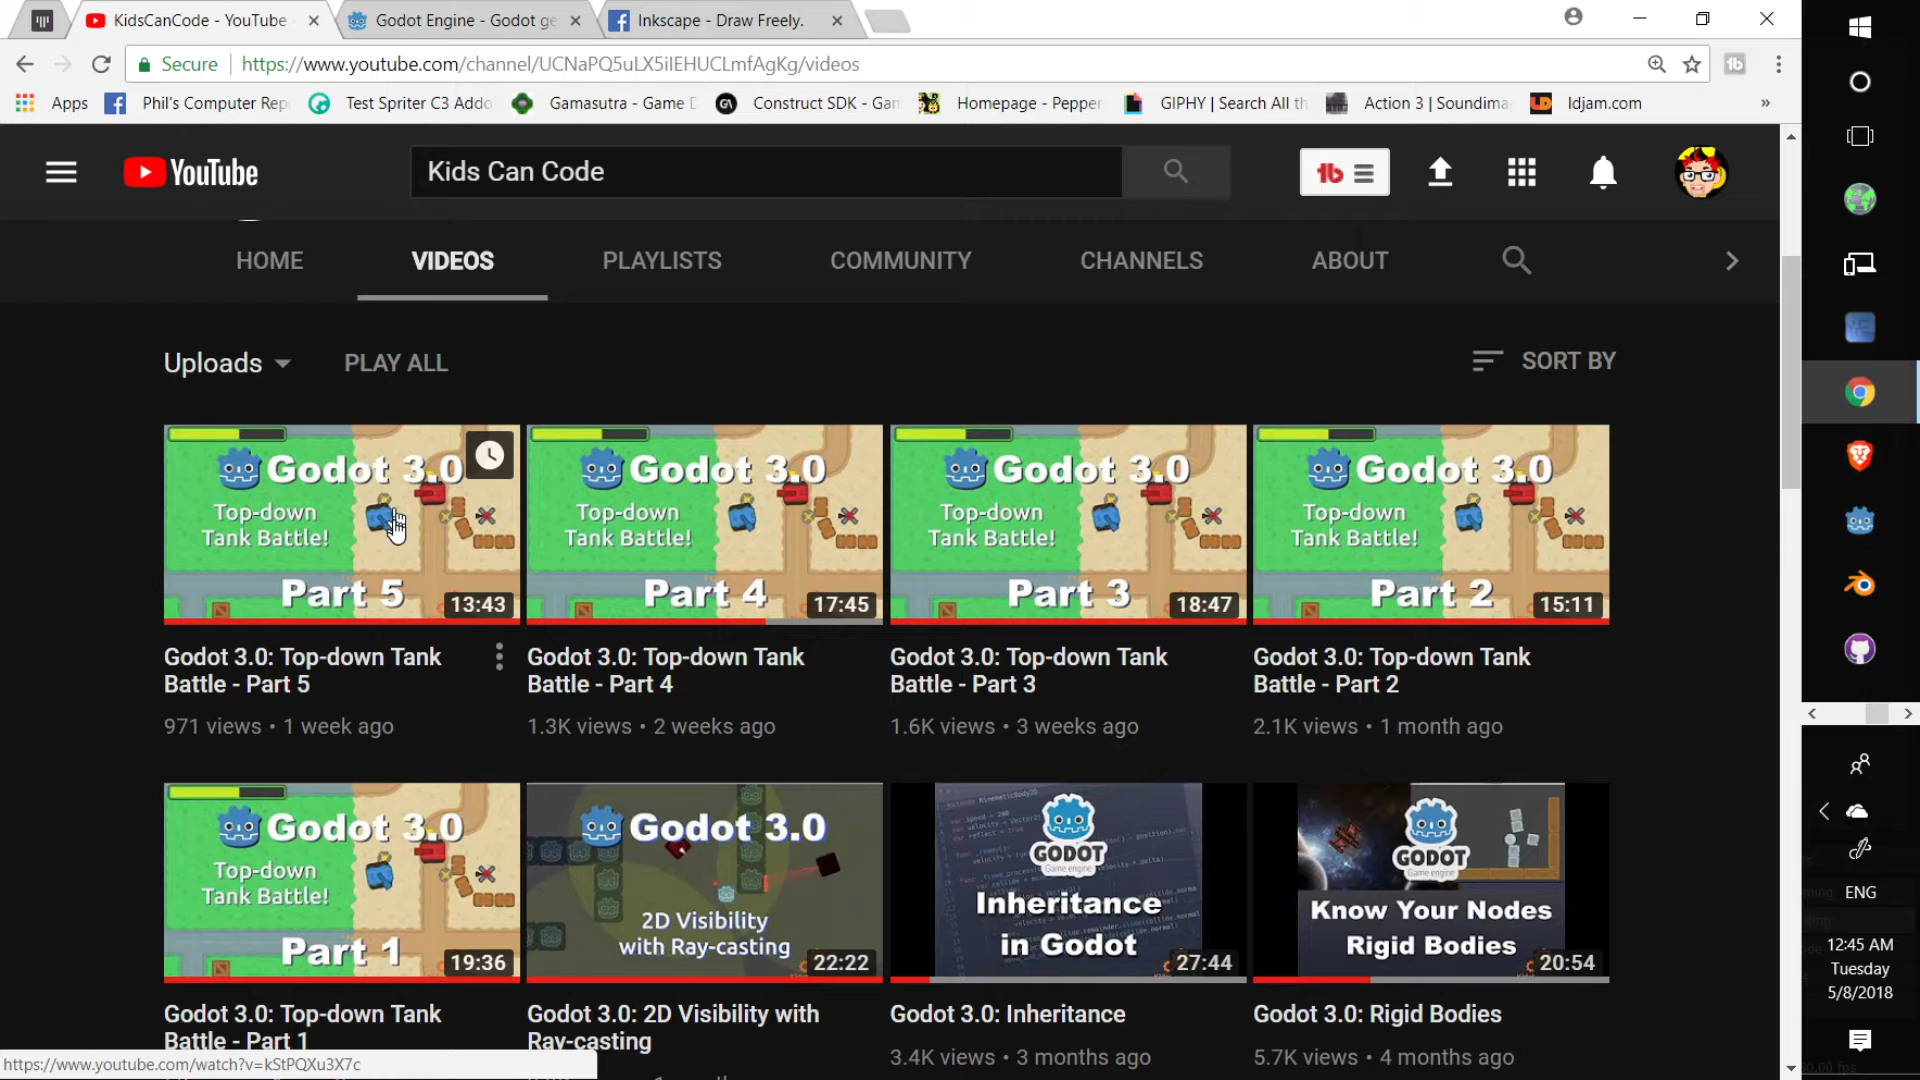 KidsCanCode - YouTube
Godot Engine - Godot ge
Inkscape - Draw Freely.
Secure
https://www.youtube.com/channel/UCNaPQ5uLX5iIEHUCLmfAgKg/videos
Apps
Phil's Computer Rep
Test Spriter C3 Addo
Gamasutra - Game D
Construct SDK - Gam
Homepage - Pepper
GIPHY | Search All th
Action 3 | Soundima
ldjam.com
»
YouTube
Kids Can Code
HOME
VIDEOS
PLAYLISTS
COMMUNITY
CHANNELS
ABOUT
Uploads
PLAY ALL
SORT BY
Godot 3.0
Top-down
Tank Battle!
Part 5
13:43
Godot 3.0
Top-down
Tank Battle!
Part 4
17:45
Godot 3.0
Top-down
Tank Battle!
Part 3
18:47
Godot 3.0
Top-down
Tank Battle!
Part 2
15:11
Godot 3.0: Top-down Tank
Battle - Part 5
971 views • 1 week ago
Godot 3.0: Top-down Tank
Battle - Part 4
1.3K views • 2 weeks ago
Godot 3.0: Top-down Tank
Battle - Part 3
1.6K views • 3 weeks ago
Godot 3.0: Top-down Tank
Battle - Part 2
2.1K views • 1 month ago
Godot 3.0
Top-down
Tank Battle!
Part 1
19:36
Godot 3.0
2D Visibility
with Ray-casting
22:22
GODOT
Game engine
Inheritance
in Godot
27:44
GODOT
Game engine
Know Your Nodes
Rigid Bodies
20:54
Godot 3.0: Top-down Tank
Battle - Part 1
Godot 3.0: 2D Visibility with
Ray-casting
Godot 3.0: Inheritance
3.4K views • 3 months ago
Godot 3.0: Rigid Bodies
5.7K views • 4 months ago
https://www.youtube.com/watch?v=kStPQXu3X7c
ENG
12:45 AM
Tuesday
5/8/2018